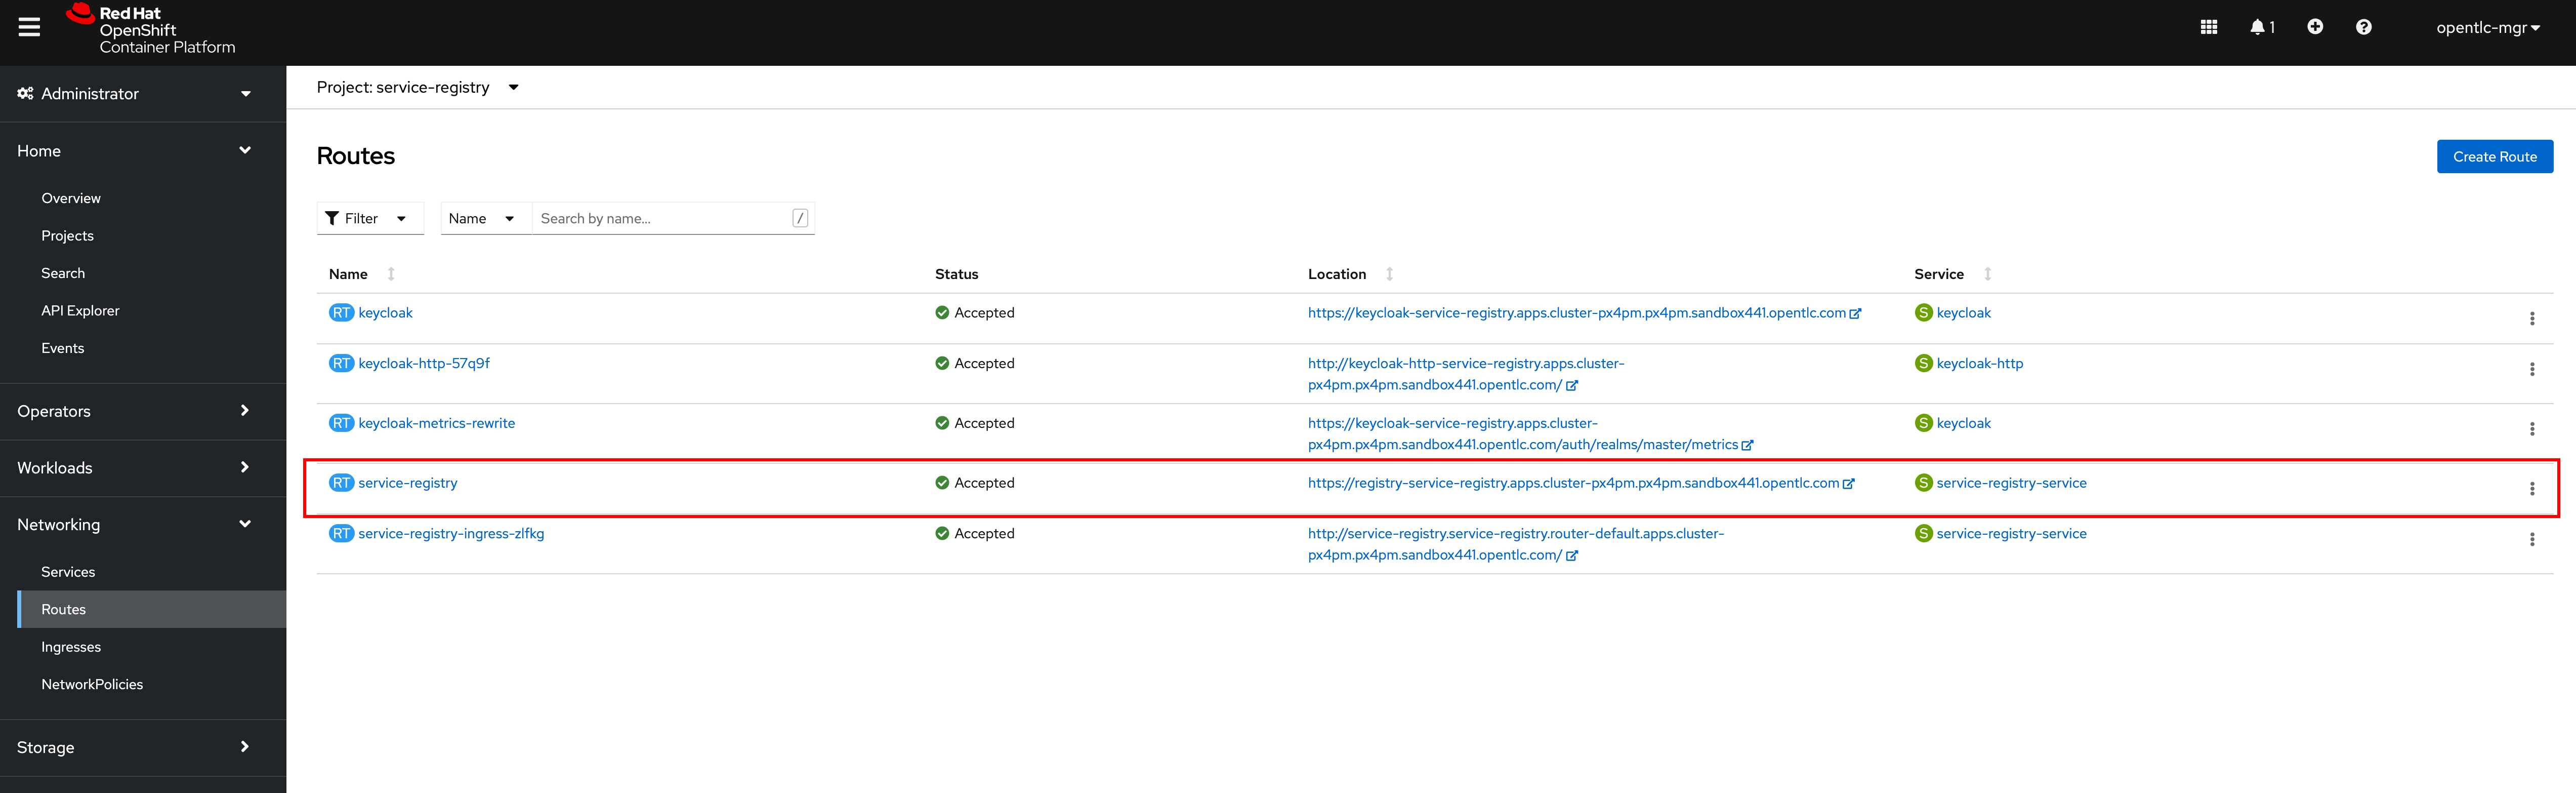 Red Hat
OpenShift
Container Platform
1
opentlc-mgr
Administrator
Home
Overview
Projects
Search
API Explorer
Events
Operators
Workloads
Networking
Services
Routes
Ingresses
NetworkPolicies
Storage
Project: service-registry
Routes
Create Route
Filter
Name
Search by name...
/
Name Status Location Service
RT keycloak Accepted https://keycloak-service-registry.apps.cluster-px4pm.px4pm.sandbox441.opentlc.com S keycloak
RT keycloak-http-57q9f Accepted http://keycloak-http-service-registry.apps.cluster- S keycloak-http
px4pm.px4pm.sandbox441.opentlc.com/
RT keycloak-metrics-rewrite Accepted https://keycloak-service-registry.apps.cluster- S keycloak
px4pm.px4pm.sandbox441.opentlc.com/auth/realms/master/metrics
RT service-registry Accepted https://registry-service-registry.apps.cluster-px4pm.px4pm.sandbox441.opentlc.com S service-registry-service
RT service-registry-ingress-zlfkg Accepted http://service-registry.service-registry.router-default.apps.cluster- S service-registry-service
px4pm.px4pm.sandbox441.opentlc.com/